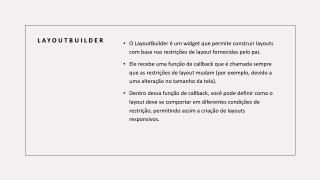 LAYOUTBUILDER
• O LayoutBuilder é um widget que permite construir layouts
com base nas restrições de layout fornecidas pelo pai.
• Ele recebe uma função de callback que é chamada sempre
que as restrições de layout mudam (por exemplo, devido a
uma alteração no tamanho da tela).
• Dentro dessa função de callback, você pode definir como o
layout deve se comportar em diferentes condições de
restrição, permitindo assim a criação de layouts
responsivos.